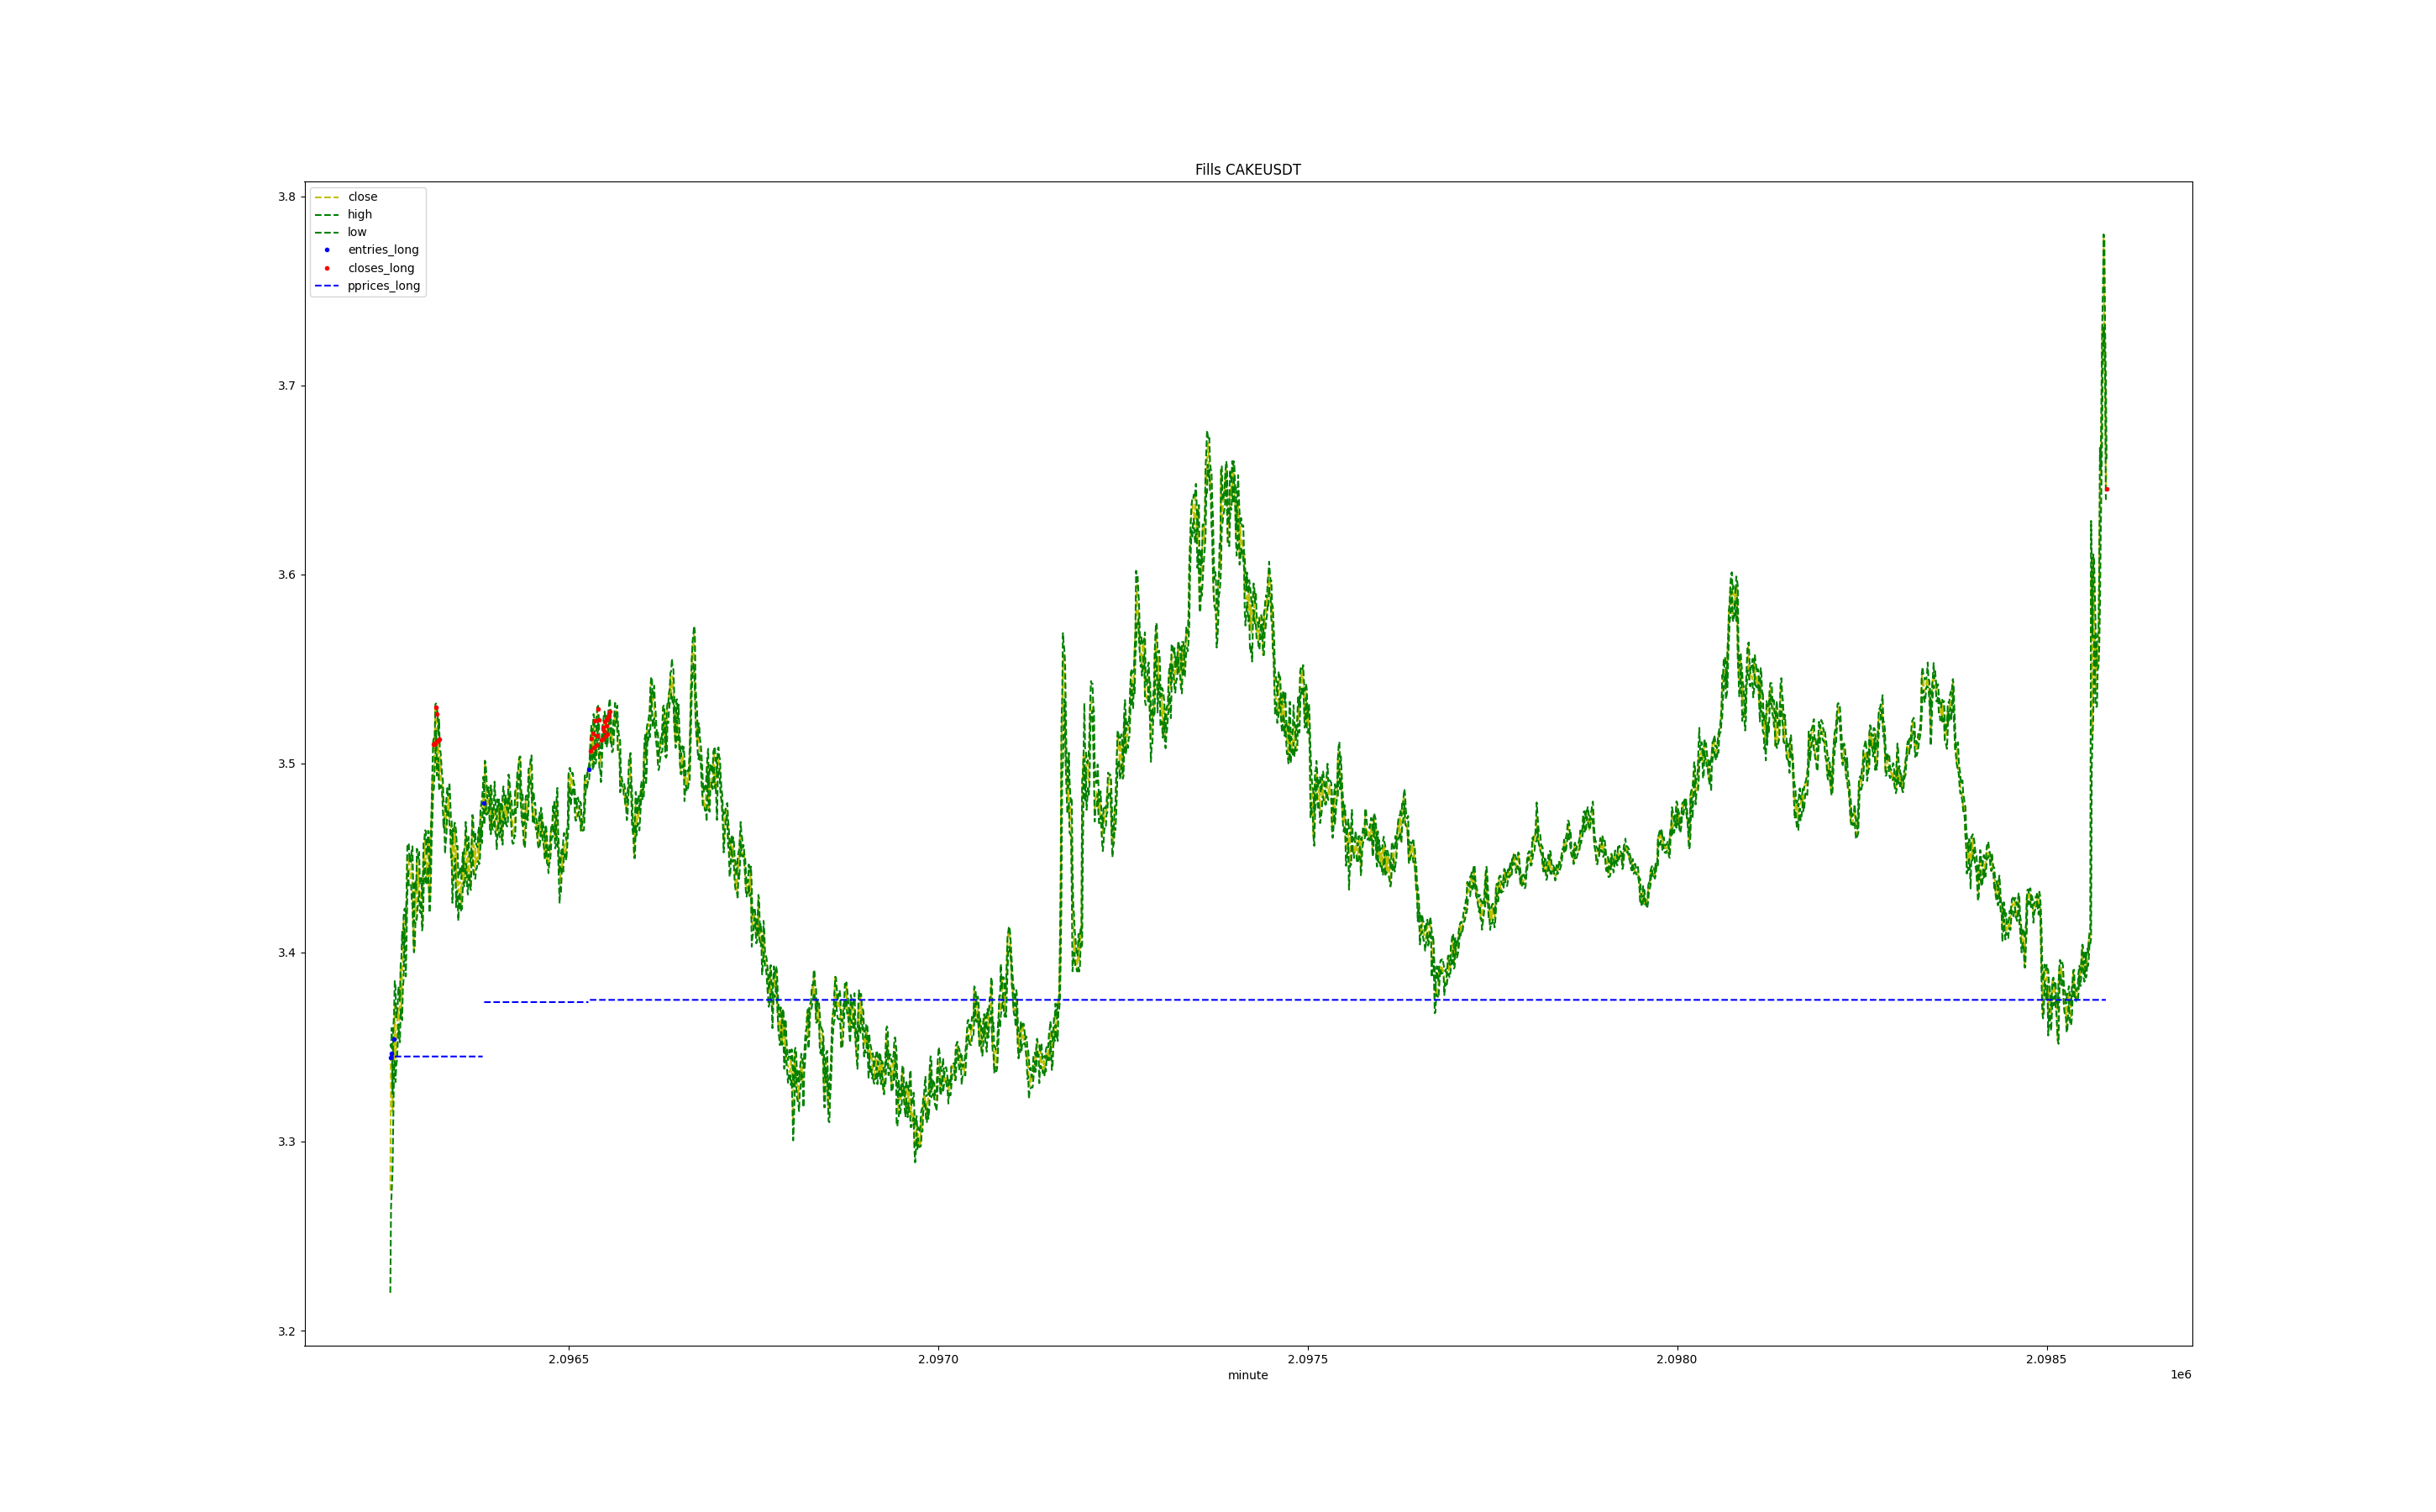 Fills CAKEUSDT
close
high
low
entries_long
closes_long
pprices_long
3.8
3.7
3.6
3.5
3.4
3.3
3.2
2.0965 2.0970 2.0975 2.0980 2.0985
minute 1e6